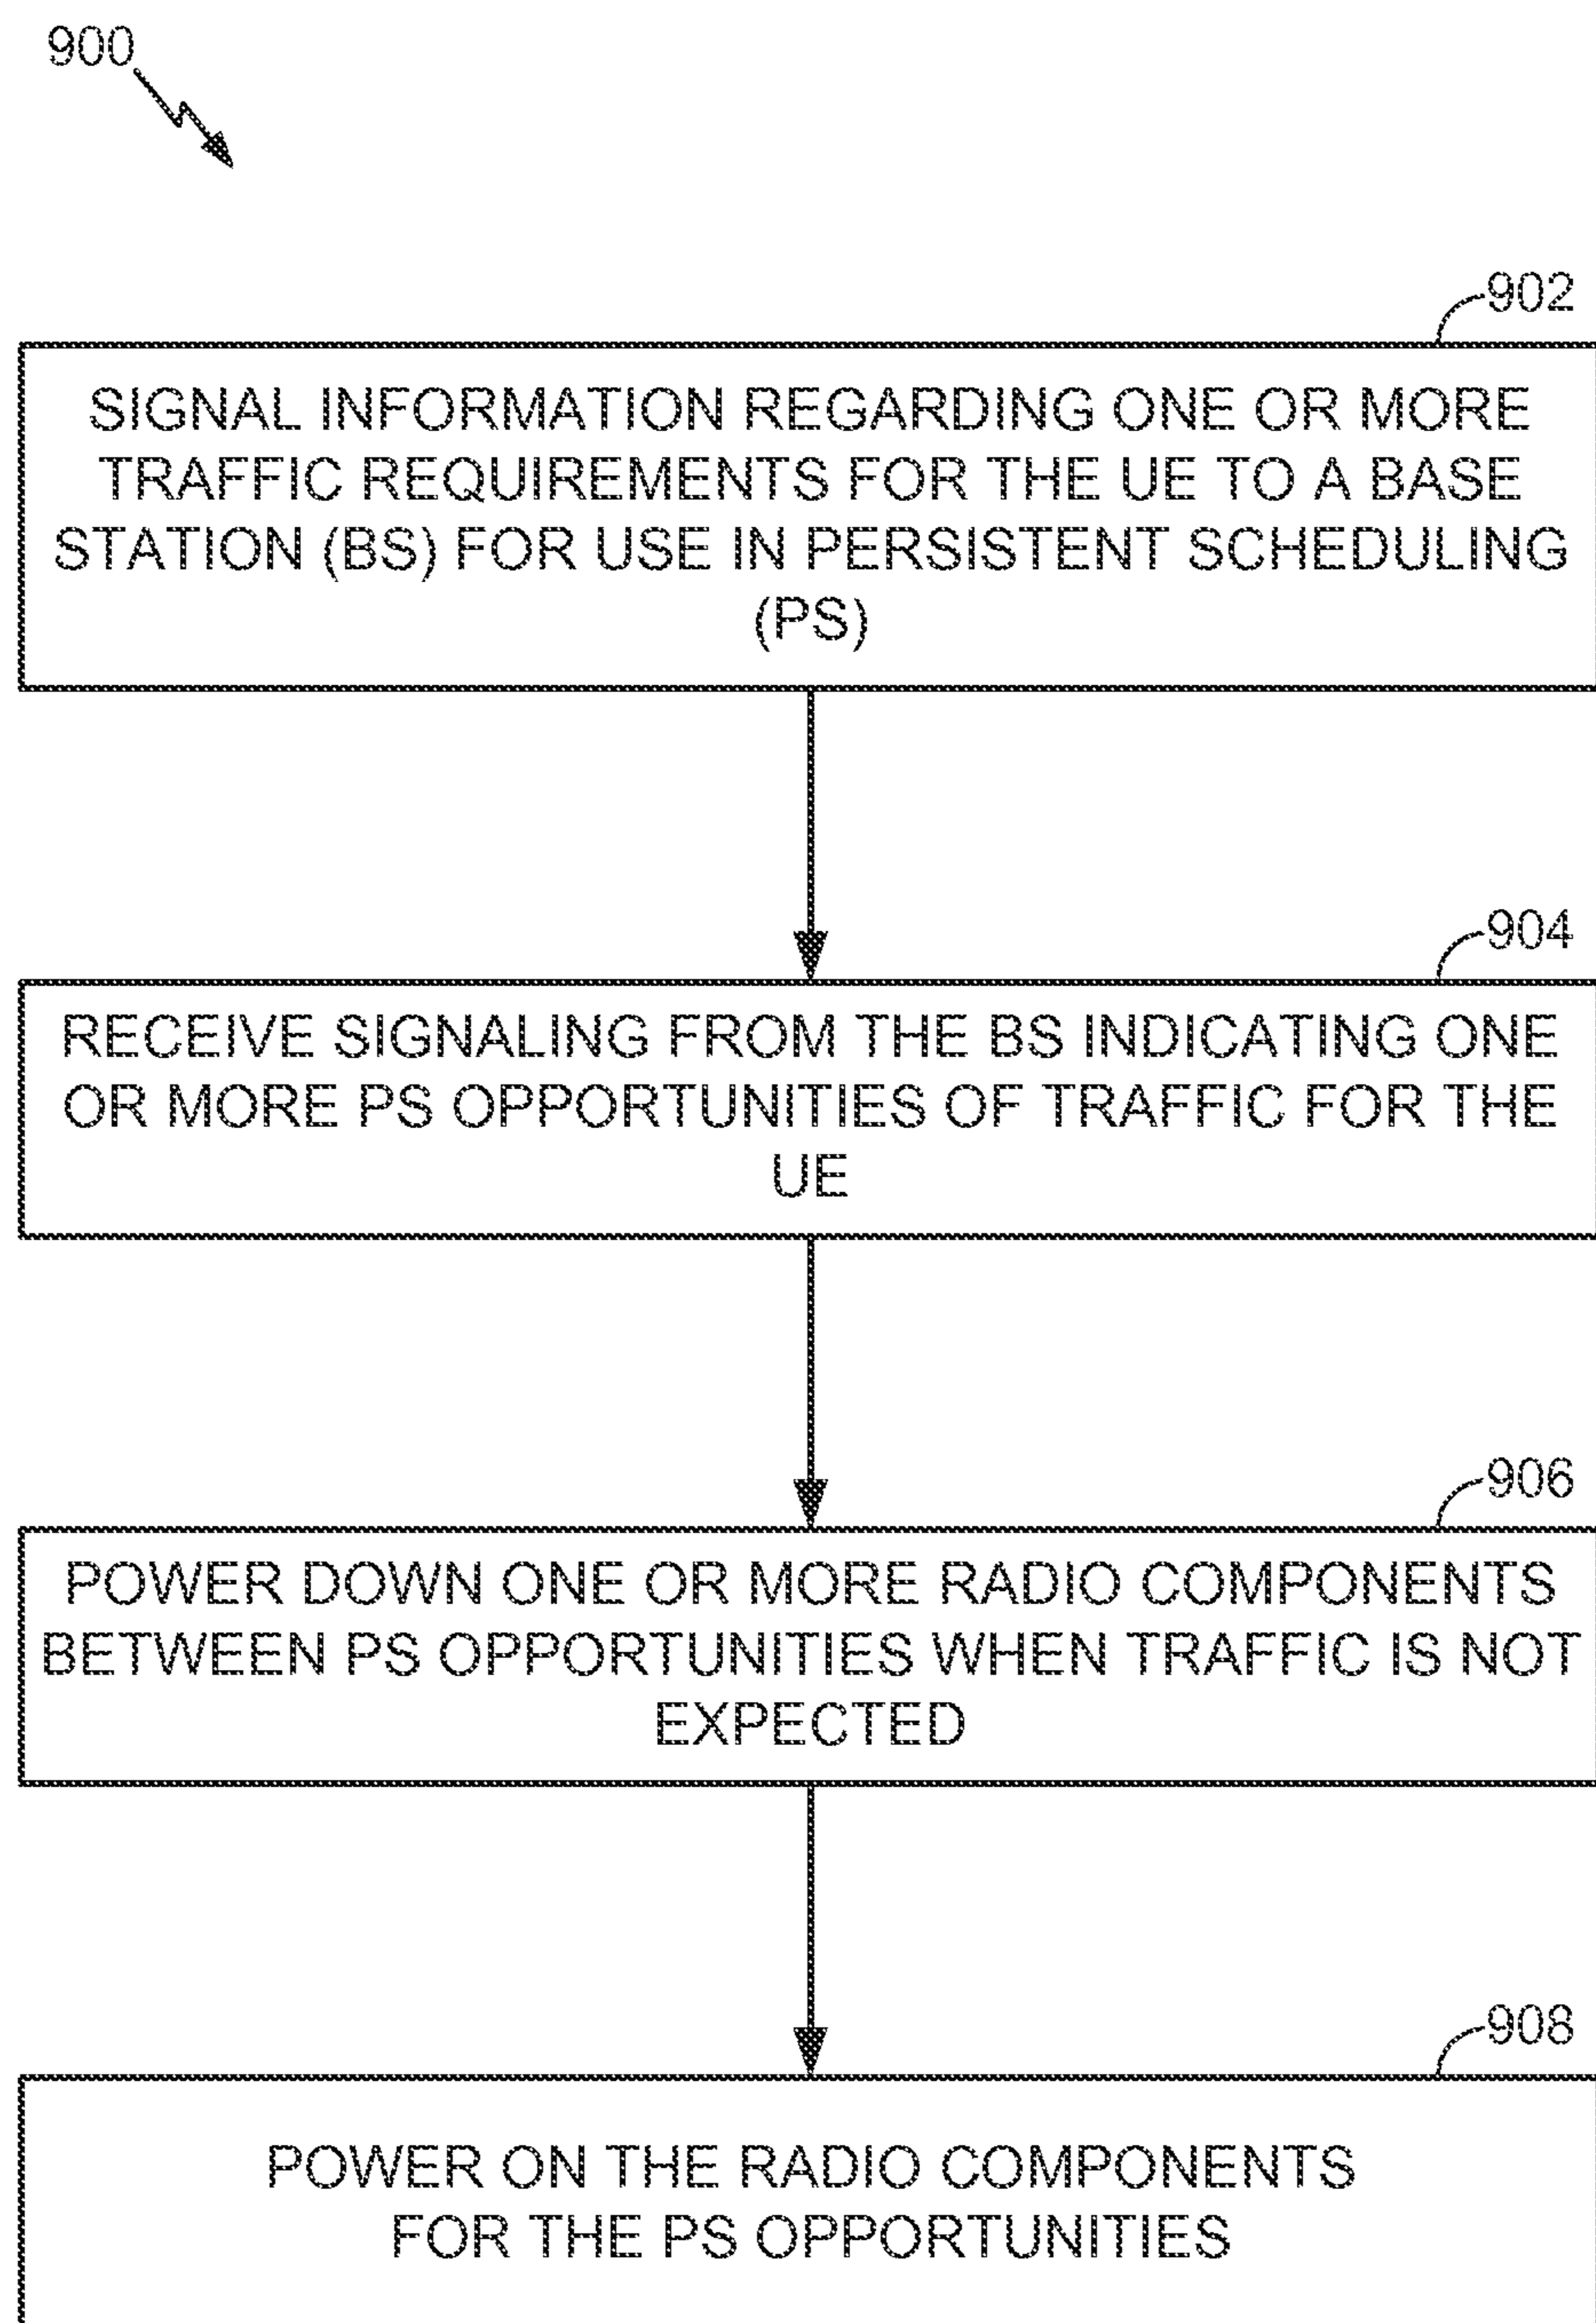 900
902
SIGNAL INFORMATION REGARDING ONE OR MORE
TRAFFIC REQUIREMENTS FOR THE UE TO A BASE
STATION (BS) FOR USE IN PERSISTENT SCHEDULING
(PS)
904
RECEIVE SIGNALING FROM THE BS INDICATING ONE
OR MORE PS OPPORTUNITIES OF TRAFFIC FOR THE
UE
906
POWER DOWN ONE OR MORE RADIO COMPONENTS
BETWEEN PS OPPORTUNITIES WHEN TRAFFIC IS NOT
EXPECTED
908
POWER ON THE RADIO COMPONENTS
FOR THE PS OPPORTUNITIES